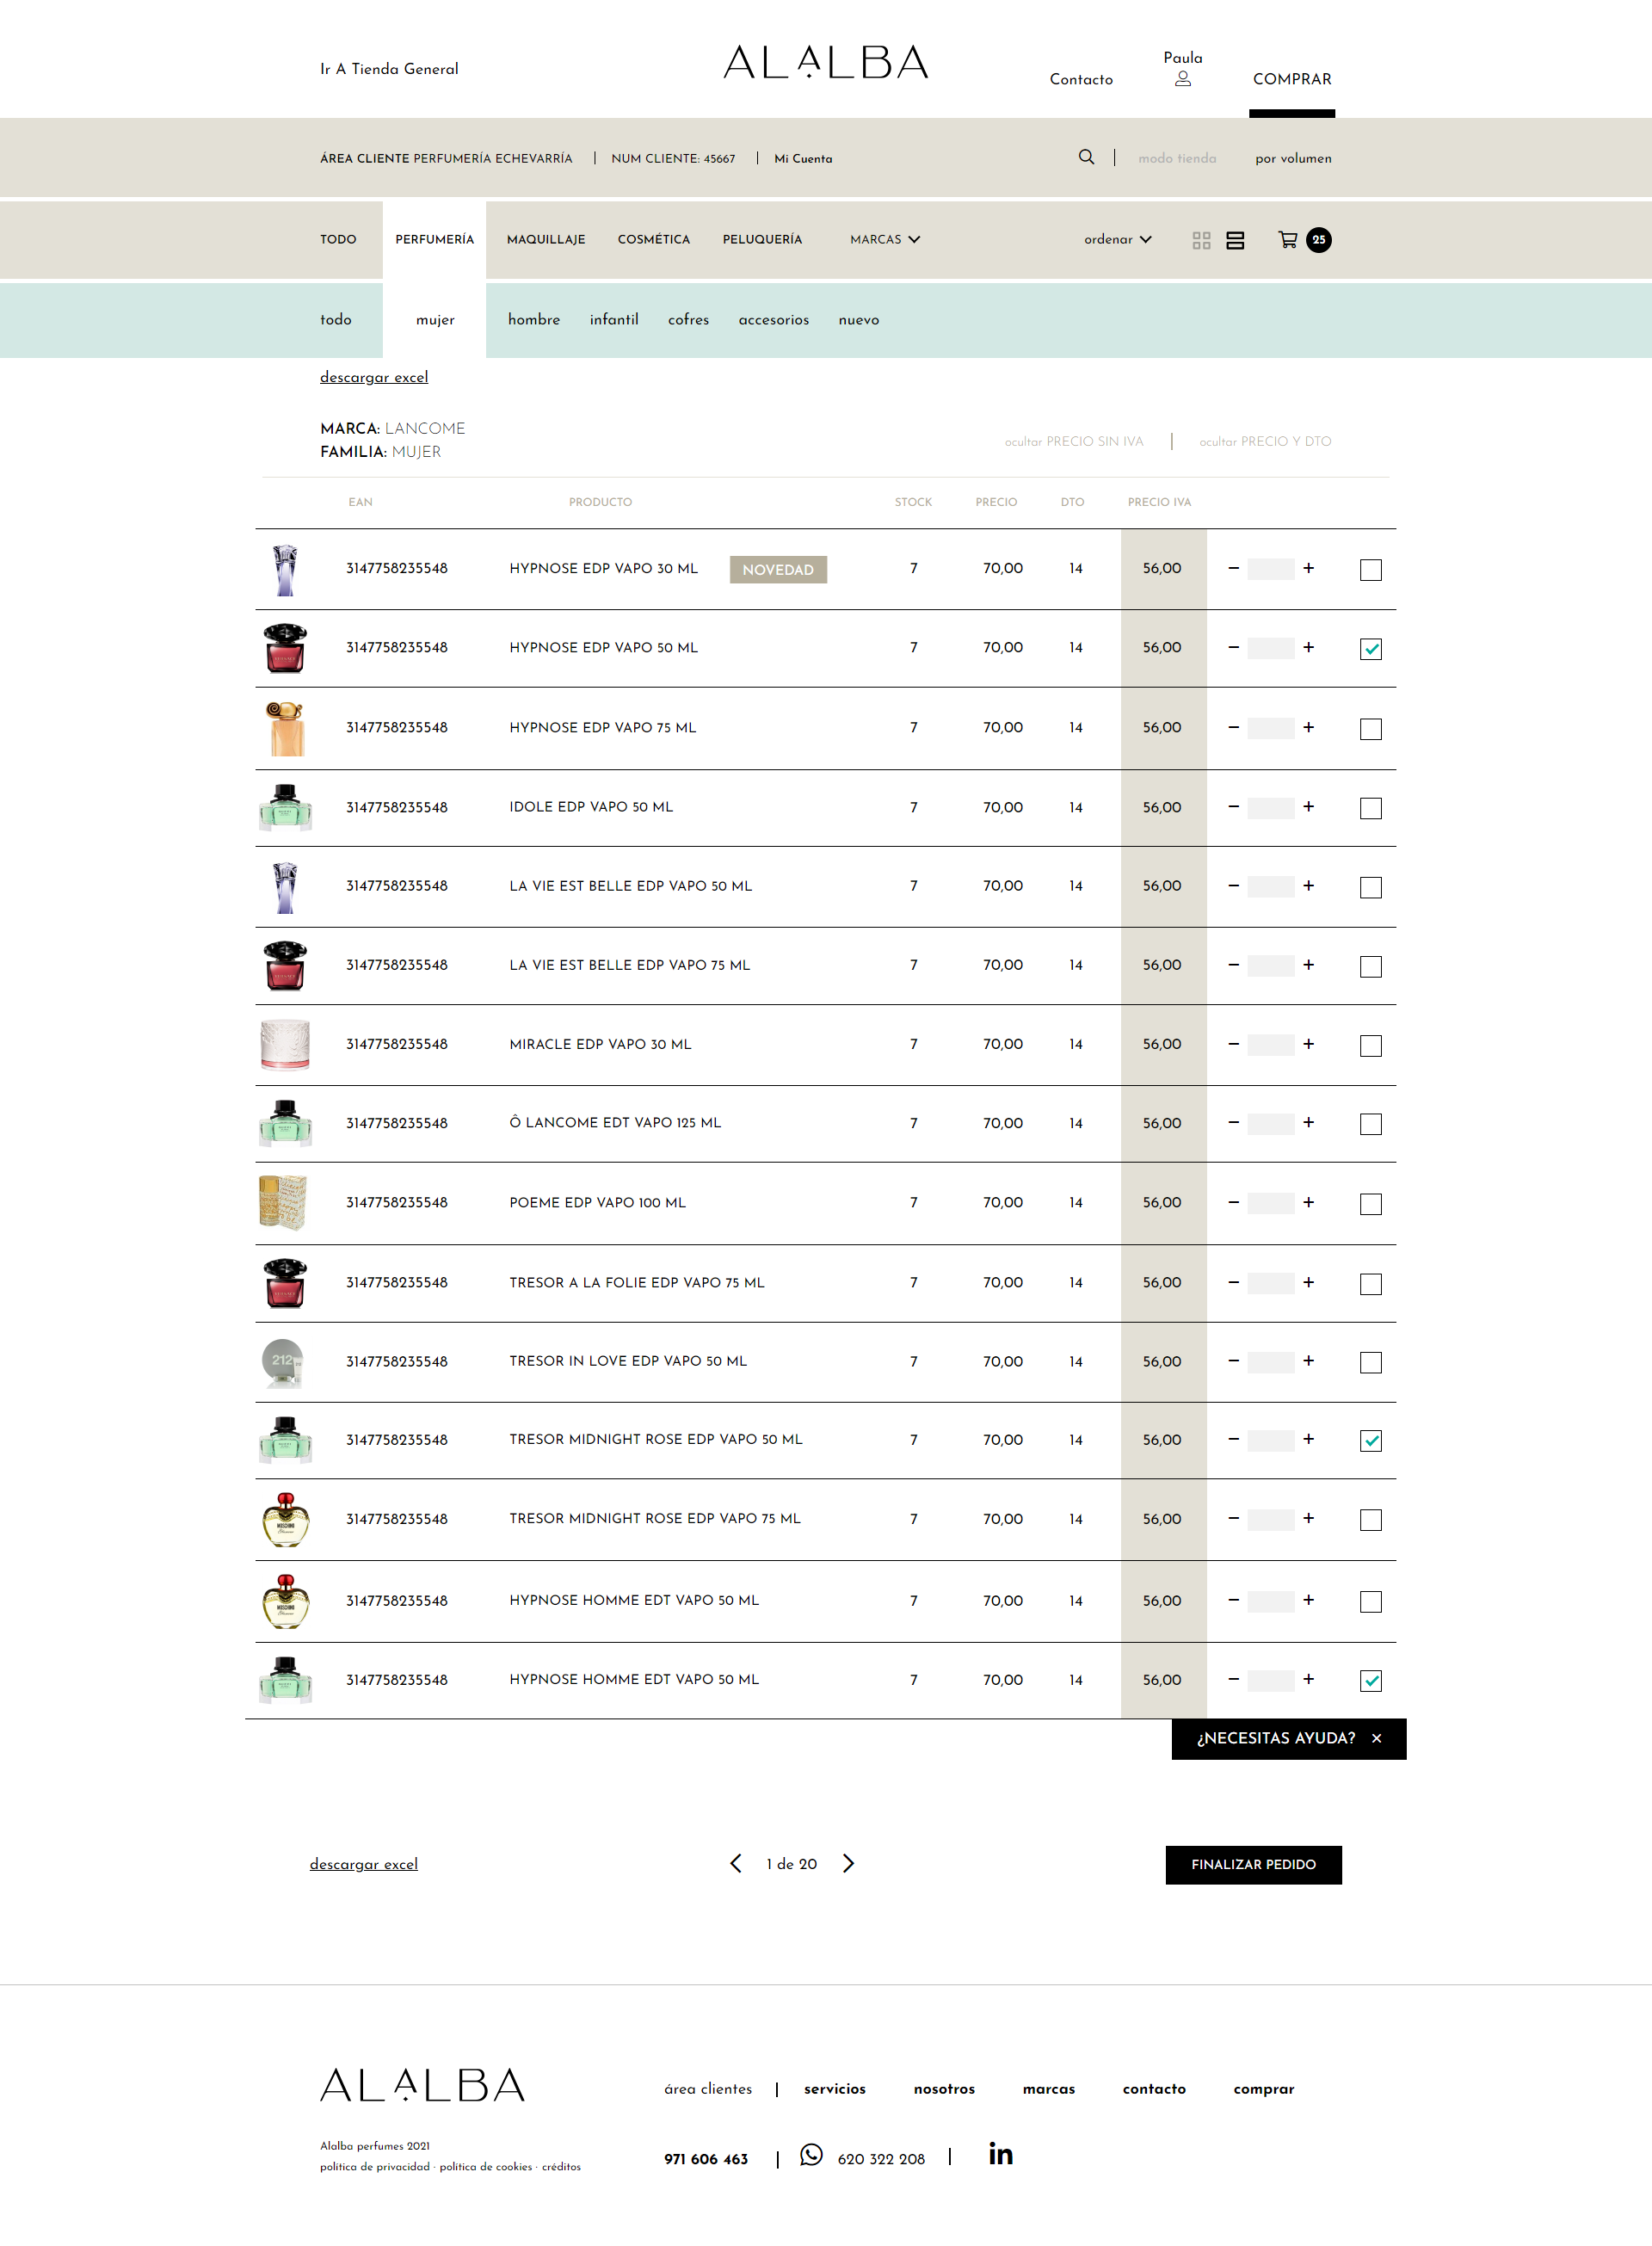 Ir A Tienda General
ALALBA
Contacto
Paula
COMPRAR
ÁREA CLIENTE PERFUMERÍA ECHEVARRÍA | NUM CLIENTE: 45667 | Mi Cuenta
| modo tienda por volumen
TODO PERFUMERÍA MAQUILLAJE COSMÉTICA PELUQUERÍA MARCAS ordenar 25
todo mujer hombre infantil cofres accesorios nuevo
descargar excel
MARCA: LANCOME
FAMILIA: MUJER
ocultar PRECIO SIN IVA | ocultar PRECIO Y DTO
EAN PRODUCTO STOCK PRECIO DTO PRECIO IVA
3147758235548 HYPNOSE EDP VAPO 30 ML NOVEDAD 7 70,00 14 56,00 − +
3147758235548 HYPNOSE EDP VAPO 50 ML 7 70,00 14 56,00 − +
3147758235548 HYPNOSE EDP VAPO 75 ML 7 70,00 14 56,00 − +
3147758235548 IDOLE EDP VAPO 50 ML 7 70,00 14 56,00 − +
3147758235548 LA VIE EST BELLE EDP VAPO 50 ML 7 70,00 14 56,00 − +
3147758235548 LA VIE EST BELLE EDP VAPO 75 ML 7 70,00 14 56,00 − +
3147758235548 MIRACLE EDP VAPO 30 ML 7 70,00 14 56,00 − +
3147758235548 Ô LANCOME EDT VAPO 125 ML 7 70,00 14 56,00 − +
3147758235548 POEME EDP VAPO 100 ML 7 70,00 14 56,00 − +
3147758235548 TRESOR A LA FOLIE EDP VAPO 75 ML 7 70,00 14 56,00 − +
212
3147758235548 TRESOR IN LOVE EDP VAPO 50 ML 7 70,00 14 56,00 − +
3147758235548 TRESOR MIDNIGHT ROSE EDP VAPO 50 ML 7 70,00 14 56,00 − +
MOSCHINO
3147758235548 TRESOR MIDNIGHT ROSE EDP VAPO 75 ML 7 70,00 14 56,00 − +
MOSCHINO
3147758235548 HYPNOSE HOMME EDT VAPO 50 ML 7 70,00 14 56,00 − +
3147758235548 HYPNOSE HOMME EDT VAPO 50 ML 7 70,00 14 56,00 − +
¿NECESITAS AYUDA? ×
descargar excel
1 de 20
FINALIZAR PEDIDO
ALALBA
área clientes | servicios nosotros marcas contacto comprar
Alalba perfumes 2021
política de privacidad · política de cookies · créditos
971 606 463 | 620 322 208 | in